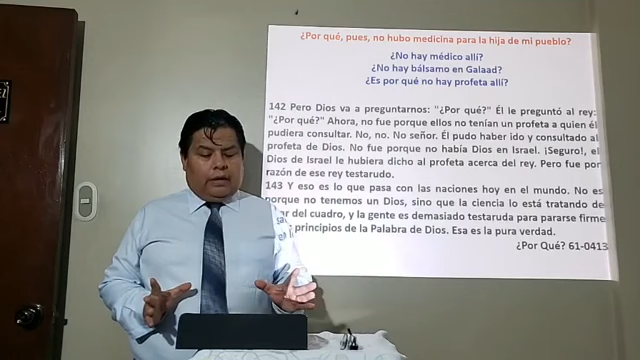 ¿Por qué, pues, no hubo medicina para la hija de mi pueblo?
¿No hay médico allí?
¿No hay bálsamo en Galaad?
¿Es por qué no hay profeta allí?
142 Pero Dios va a preguntarnos: "¿Por qué?" Él le preguntó al rey:
"¿Por qué?" Ahora, no fue porque ellos no tenían un profeta a quien él
pudiera consultar. No, no. No señor. Él pudo haber ido y consultado al
profeta de Dios. No fue porque no había Dios en Israel. ¡Seguro!, el
Dios de Israel le hubiera dicho al profeta acerca del rey. Pero fue por
razón de ese rey testarudo.
143 Y eso es lo que pasa con las naciones hoy en el mundo. No es
porque no tenemos un Dios, sino que la ciencia lo está tratando de
del cuadro, y la gente es demasiado testaruda para pararse firme
principios de la Palabra de Dios. Esa es la pura verdad.
¿Por Qué? 61-0413